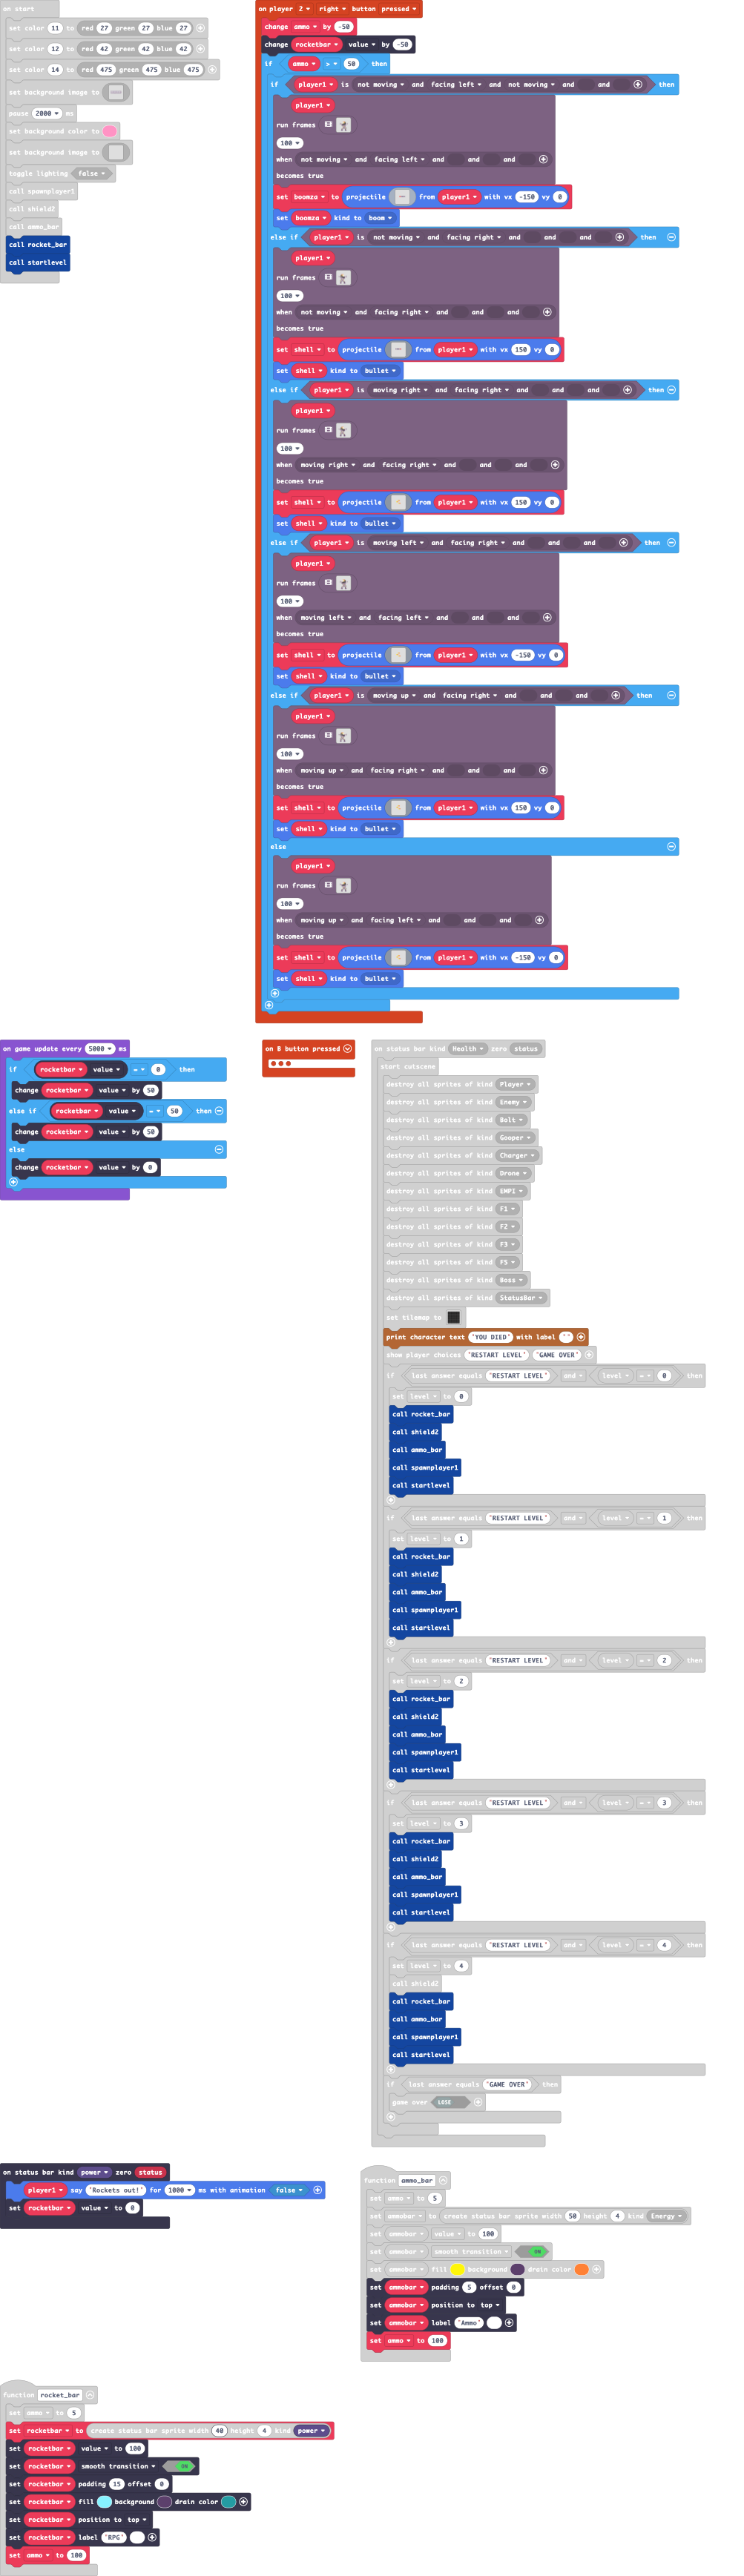 on start
set color 11 to red 27 green 27 blue 27
set color 12 to red 42 green 42 blue 42
set color 14 to red 475 green 475 blue 475
set background image to
pause 2000 ms
set background color to
set background image to
toggle lighting false
call spawnplayer1
call shield2
call ammo_bar
call rocket_bar
call startlevel
on player 2 right button pressed
change ammo by -50
change rocketbar value by -50
if ammo > 50 then
if player1 is not moving and facing left and not moving and and then
player1
run frames
100
when not moving and facing left and and and
becomes true
set boomza to projectile from player1 with vx -150 vy 0
set boomza kind to boom
else if player1 is not moving and facing right and and and then
player1
run frames
100
when not moving and facing right and and and
becomes true
set shell to projectile from player1 with vx 150 vy 0
set shell kind to bullet
else if player1 is moving right and facing right and and and then
player1
run frames
100
when moving right and facing right and and and
becomes true
set shell to projectile from player1 with vx 150 vy 0
set shell kind to bullet
else if player1 is moving left and facing right and and and then
player1
run frames
100
when moving left and facing left and and and
becomes true
set shell to projectile from player1 with vx -150 vy 0
set shell kind to bullet
else if player1 is moving up and facing right and and and then
player1
run frames
100
when moving up and facing right and and and
becomes true
set shell to projectile from player1 with vx 150 vy 0
set shell kind to bullet
else
player1
run frames
100
when moving up and facing left and and and
becomes true
set shell to projectile from player1 with vx -150 vy 0
set shell kind to bullet
on game update every 5000 ms
if rocketbar value = 0 then
change rocketbar value by 50
else if rocketbar value = 50 then
change rocketbar value by 50
else
change rocketbar value by 0
on B button pressed
on status bar kind Health zero status
start cutscene
destroy all sprites of kind Player
destroy all sprites of kind Enemy
destroy all sprites of kind Bolt
destroy all sprites of kind Gooper
destroy all sprites of kind Charger
destroy all sprites of kind Drone
destroy all sprites of kind EMPI
destroy all sprites of kind F1
destroy all sprites of kind F2
destroy all sprites of kind F3
destroy all sprites of kind F5
destroy all sprites of kind Boss
destroy all sprites of kind StatusBar
set tilemap to
print character text "YOU DIED" with label " "
show player choices "RESTART LEVEL" "GAME OVER"
if last answer equals "RESTART LEVEL" and level = 0 then
set level to 0
call rocket_bar
call shield2
call ammo_bar
call spawnplayer1
call startlevel
if last answer equals "RESTART LEVEL" and level = 1 then
set level to 1
call rocket_bar
call shield2
call ammo_bar
call spawnplayer1
call startlevel
if last answer equals "RESTART LEVEL" and level = 2 then
set level to 2
call rocket_bar
call shield2
call ammo_bar
call spawnplayer1
call startlevel
if last answer equals "RESTART LEVEL" and level = 3 then
set level to 3
call rocket_bar
call shield2
call ammo_bar
call spawnplayer1
call startlevel
if last answer equals "RESTART LEVEL" and level = 4 then
set level to 4
call shield2
call rocket_bar
call ammo_bar
call spawnplayer1
call startlevel
if last answer equals "GAME OVER" then
game over LOSE
on status bar kind power zero status
player1 say "Rockets out!" for 1000 ms with animation false
set rocketbar value to 0
function ammo_bar
set ammo to 5
set ammobar to create status bar sprite width 50 height 4 kind Energy
set ammobar value to 100
set ammobar smooth transition ON
set ammobar fill background drain color
set ammobar padding 5 offset 0
set ammobar position to top
set ammobar label "Ammo"
set ammo to 100
function rocket_bar
set ammo to 5
set rocketbar to create status bar sprite width 40 height 4 kind power
set rocketbar value to 100
set rocketbar smooth transition ON
set rocketbar padding 15 offset 0
set rocketbar fill background drain color
set rocketbar position to top
set rocketbar label "RPG"
set ammo to 100